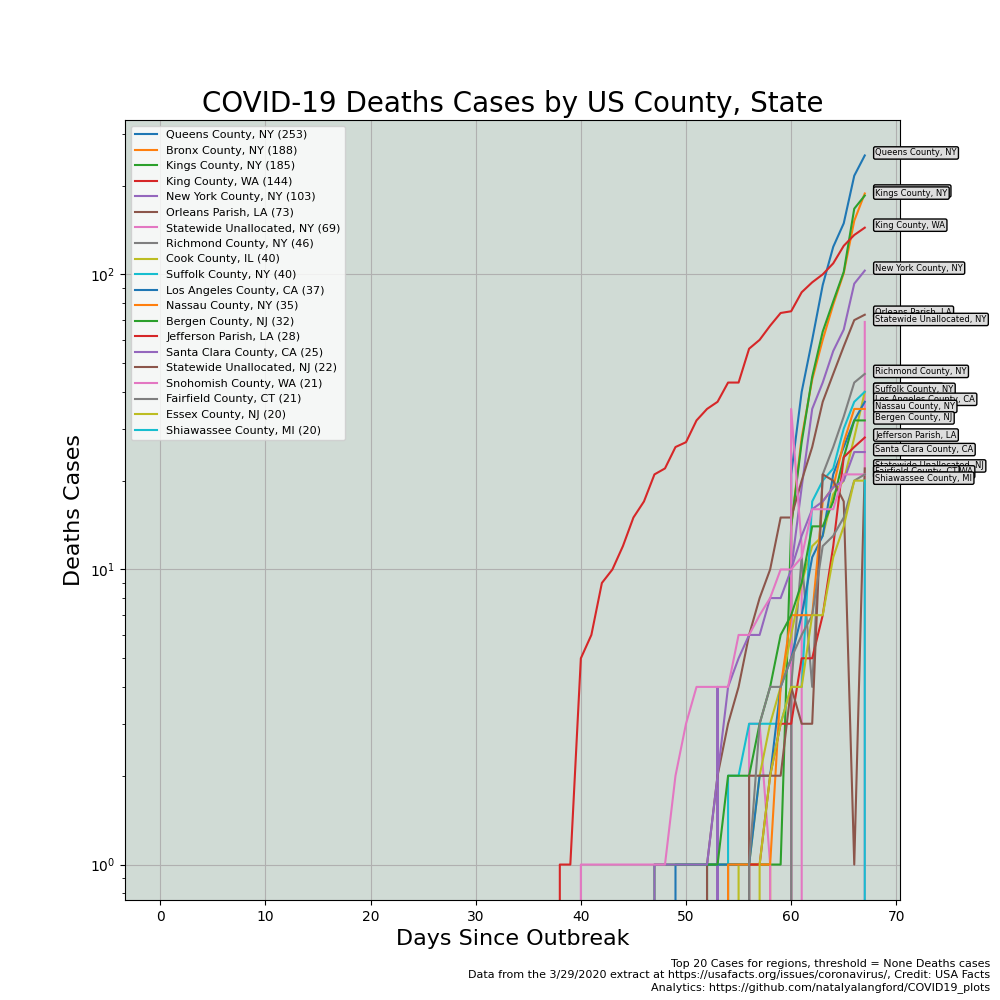 COVID-19 Deaths Cases by US County, State
Queens County, NY (253)
Bronx County, NY (188)
Kings County, NY (185)
King County, WA (144)
New York County, NY (103)
Orleans Parish, LA (73)
Statewide Unallocated, NY (69)
Richmond County, NY (46)
Cook County, IL (40)
Suffolk County, NY (40)
Los Angeles County, CA (37)
Nassau County, NY (35)
Bergen County, NJ (32)
Jefferson Parish, LA (28)
Santa Clara County, CA (25)
Statewide Unallocated, NJ (22)
Snohomish County, WA (21)
Fairfield County, CT (21)
Essex County, NJ (20)
Shiawassee County, MI (20)
Queens County, NY
Kings County, NY
King County, WA
New York County, NY
Orleans Parish, LA
Statewide Unallocated, NY
Richmond County, NY
Suffolk County, NY
Los Angeles County, CA
Nassau County, NY
Bergen County, NJ
Jefferson Parish, LA
Santa Clara County, CA
Statewide Unallocated, NJ
Fairfield County, CT
Shiawassee County, MI
Deaths Cases
10²
10¹
10⁰
0 10 20 30 40 50 60 70
Days Since Outbreak
Top 20 Cases for regions, threshold = None Deaths cases
Data from the 3/29/2020 extract at https://usafacts.org/issues/coronavirus/, Credit: USA Facts
Analytics: https://github.com/natalyalangford/COVID19_plots